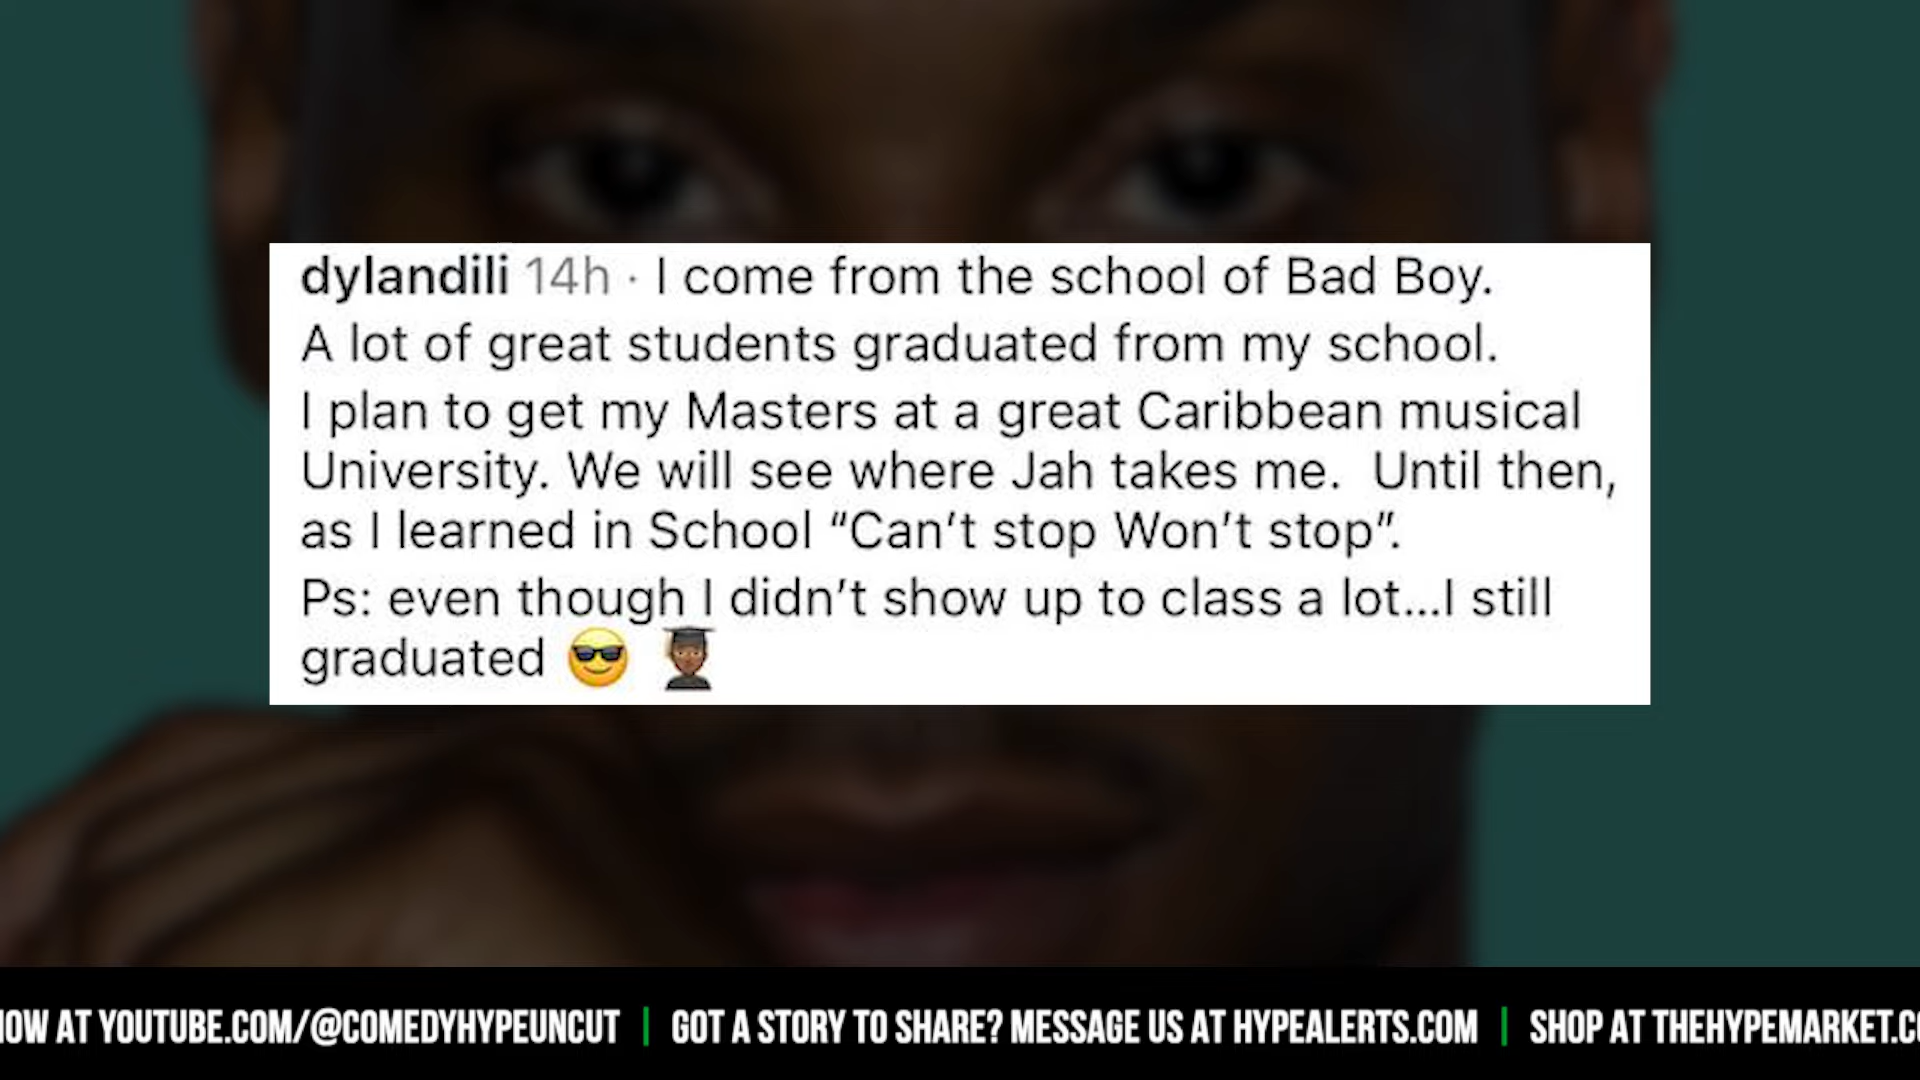 dylandili 14h · I come from the school of Bad Boy.
A lot of great students graduated from my school.
I plan to get my Masters at a great Caribbean musical
University. We will see where Jah takes me.  Until then,
as I learned in School “Can’t stop Won’t stop”.
Ps: even though I didn’t show up to class a lot...I still
graduated 😎 👨🏾‍🎓
AT YOUTUBE.COM/@COMEDYHYPEUNCUT | GOT A STORY TO SHARE? MESSAGE US AT HYPEALERTS.COM | SHOP AT